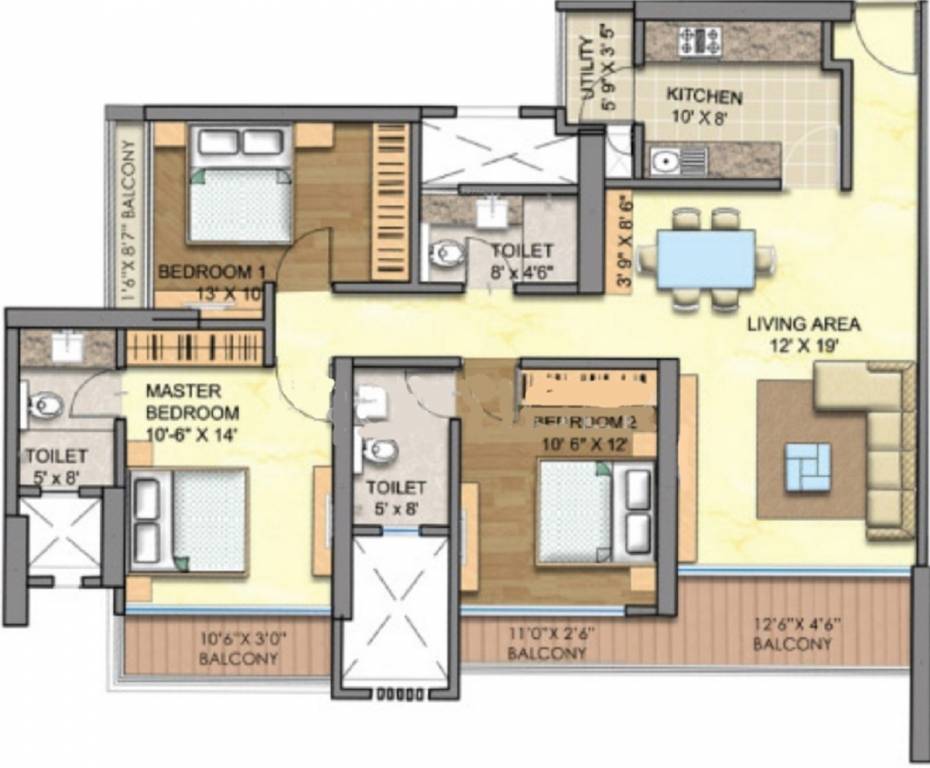 UTILITY
5' 9"X 3' 5"
KITCHEN
10' X 8'
1'6"X 8'7" BALCONY
BEDROOM 1
13' X 10'
TOILET
8' x 4'6"
3' 9"X 8' 6"
LIVING AREA
12' X 19'
MASTER
BEDROOM
10'-6" X 14'
TOILET
5' x 8'
BEDROOM 2
10' 6"X 12'
TOILET
5' x 8'
10'6"X 3'0"
BALCONY
11'0"X 2'6"
BALCONY
12'6"X 4'6"
BALCONY